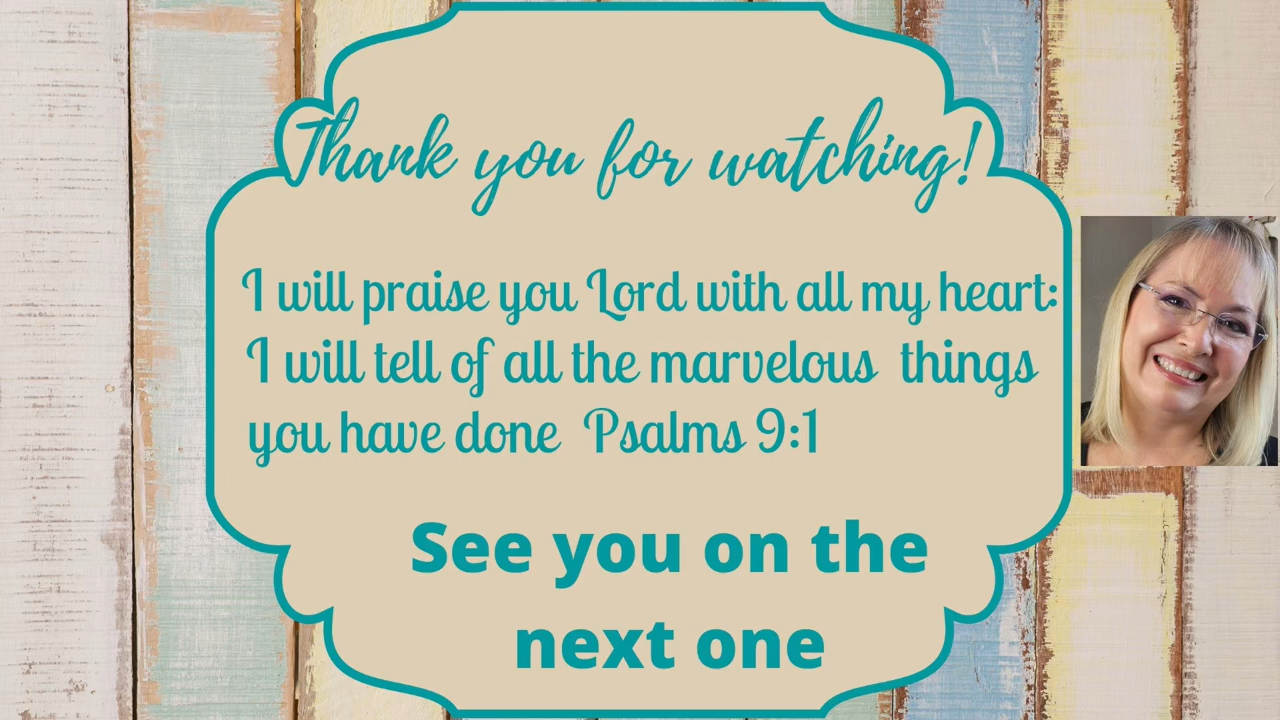 Thank you for watching!
I will praise you Lord with all my heart:
I will tell of all the marvelous things
you have done Psalms 9:1
See you on the
next one